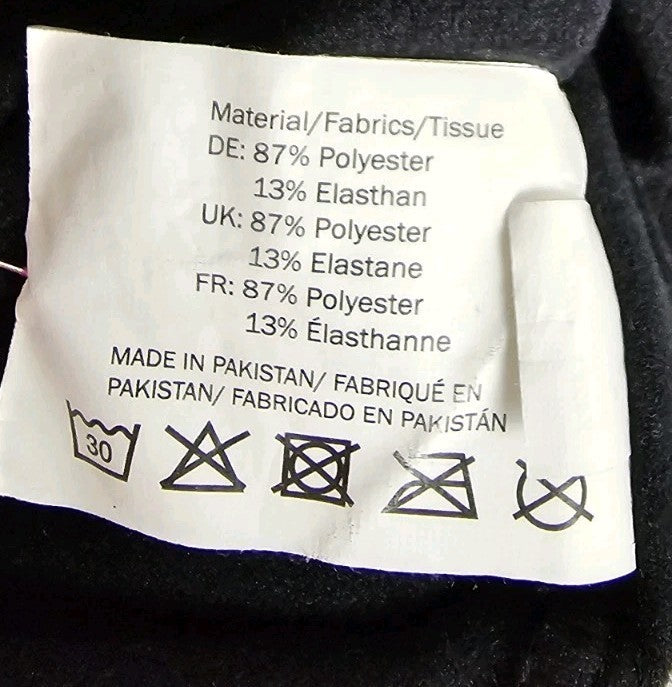 Material/Fabrics/Tissue
DE: 87% Polyester
13% Elasthan
UK: 87% Polyester
13% Elastane
FR: 87% Polyester
13% Élasthanne
MADE IN PAKISTAN/ FABRIQUÉ EN
PAKISTAN/ FABRICADO EN PAKISTÁN
30